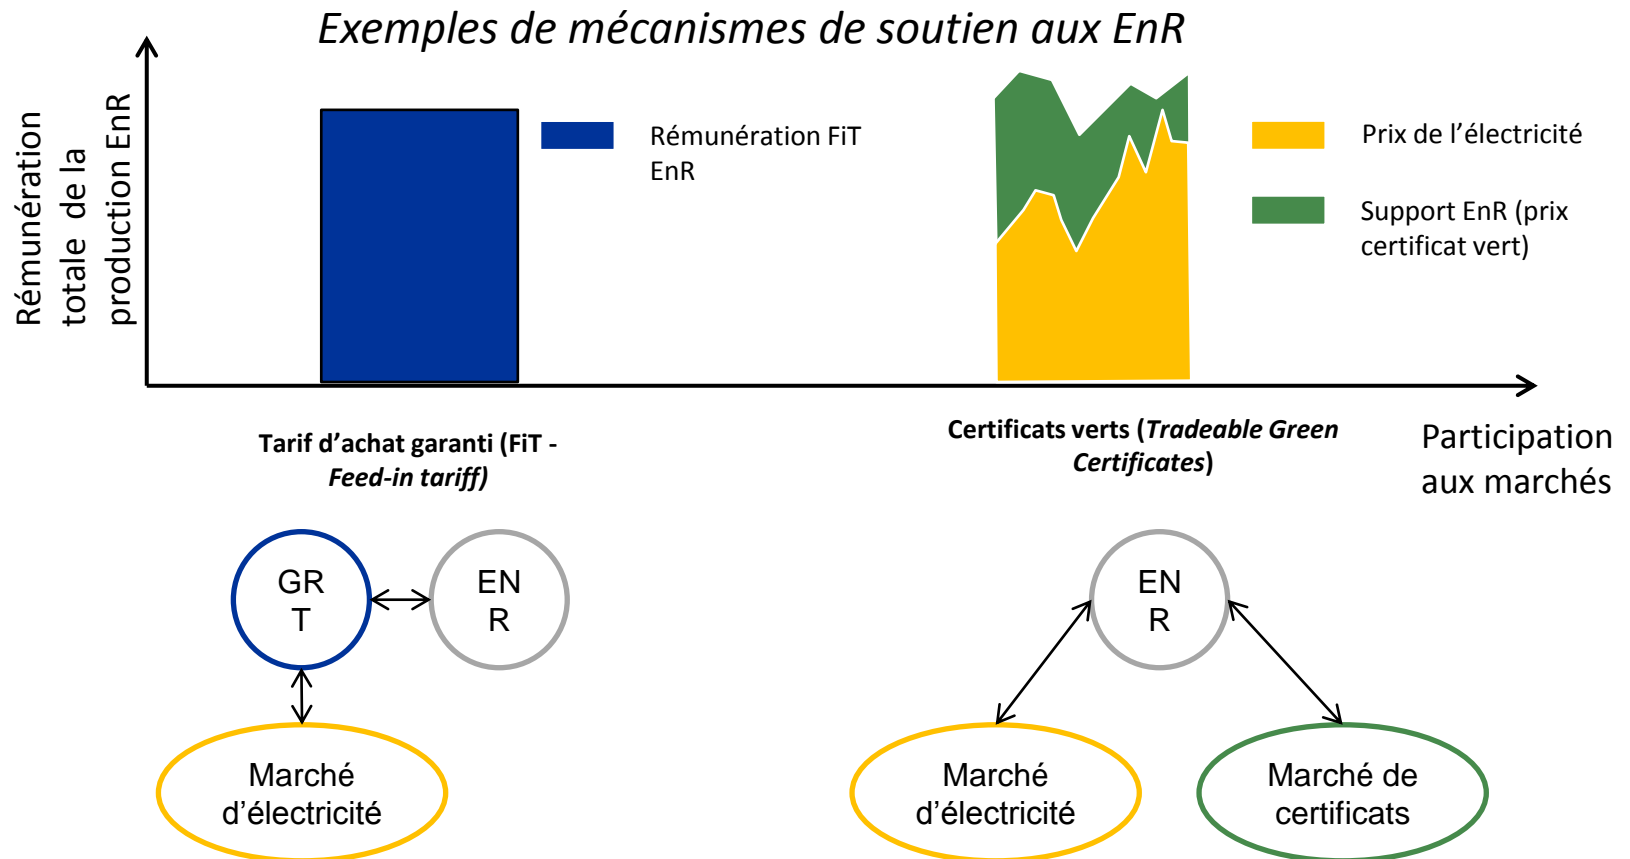 Exemples de mécanismes de soutien aux EnR
Rémunération
totale de la
production EnR
Rémunération FiT
EnR
Prix de l’électricité
Support EnR (prix
certificat vert)
Tarif d’achat garanti (FiT -
Feed-in tariff)
Certificats verts (Tradeable Green
Certificates)
Participation
aux marchés
GR
T
EN
R
EN
R
Marché
d’électricité
Marché
d’électricité
Marché de
certificats